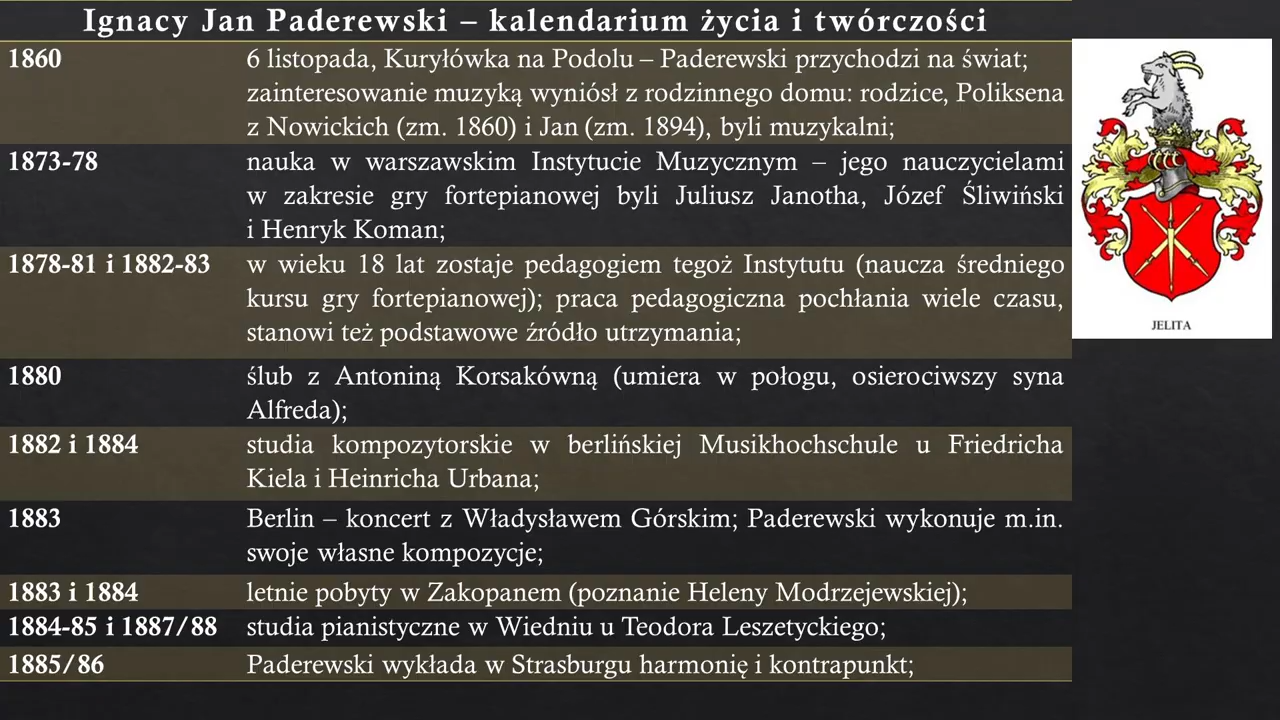 Ignacy Jan Paderewski – kalendarium życia i twórczości
1860
6 listopada, Kuryłówka na Podolu – Paderewski przychodzi na świat;
zainteresowanie muzyką wyniósł z rodzinnego domu: rodzice, Poliksena
z Nowickich (zm. 1860) i Jan (zm. 1894), byli muzykalni;
1873-78
nauka w warszawskim Instytucie Muzycznym – jego nauczycielami
w zakresie gry fortepianowej byli Juliusz Janotha, Józef Śliwiński
i Henryk Koman;
1878-81 i 1882-83
w wieku 18 lat zostaje pedagogiem tegoż Instytutu (naucza średniego
kursu gry fortepianowej); praca pedagogiczna pochłania wiele czasu,
stanowi też podstawowe źródło utrzymania;
1880
ślub z Antoniną Korsakówną (umiera w połogu, osierociwszy syna
Alfreda);
1882 i 1884
studia kompozytorskie w berlińskiej Musikhochschule u Friedricha
Kiela i Heinricha Urbana;
1883
Berlin – koncert z Władysławem Górskim; Paderewski wykonuje m.in.
swoje własne kompozycje;
1883 i 1884
letnie pobyty w Zakopanem (poznanie Heleny Modrzejewskiej);
1884-85 i 1887/88
studia pianistyczne w Wiedniu u Teodora Leszetyckiego;
1885/86
Paderewski wykłada w Strasburgu harmonię i kontrapunkt;
JELITA